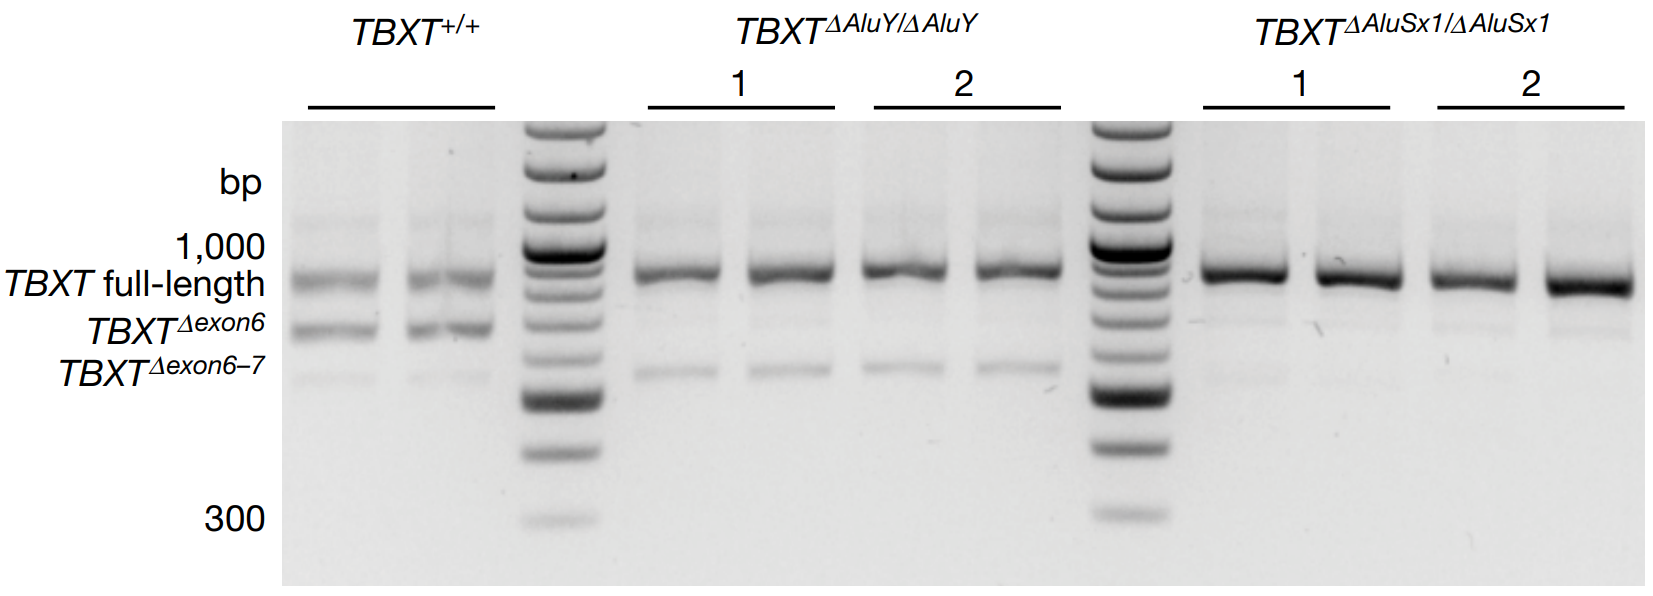 TBXT+/+ TBXTΔAluY/ΔAluY TBXTΔAluSx1/ΔAluSx1
1 2 1 2
bp
1,000
TBXT full-length
TBXTΔexon6
TBXTΔexon6–7
300